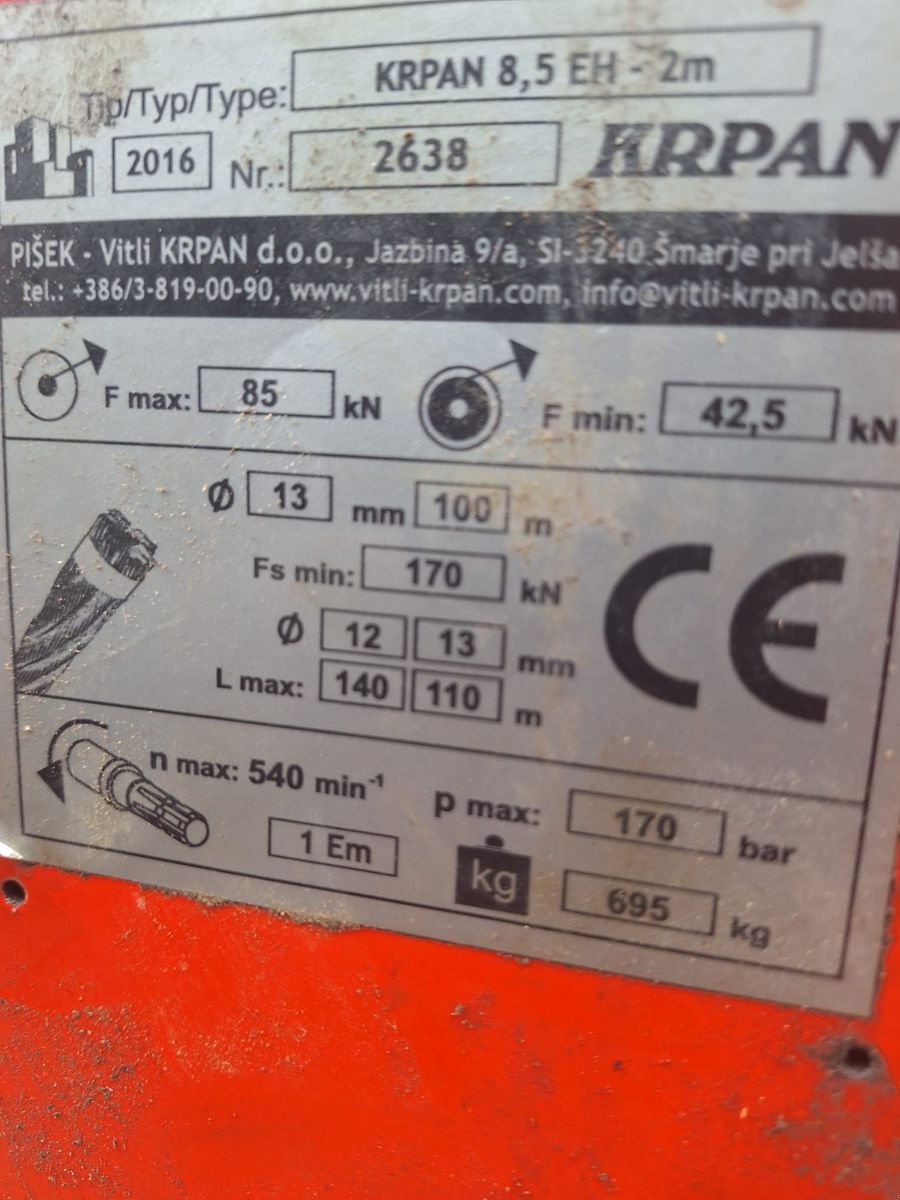 Tip/Typ/Type: KRPAN 8,5 EH - 2m
2016 Nr.: 2638 KRPAN
PIŠEK - Vitli KRPAN d.o.o., Jazbina 9/a, SI-3240 Šmarje pri Jelša
tel.: +386/3-819-00-90, www.vitli-krpan.com, info@vitli-krpan.com
F max: 85 kN F min: 42,5 kN
Ø 13 mm 100 m
Fs min: 170 kN
CE
Ø 12 13 mm
L max: 140 110 m
n max: 540 min⁻¹ p max: 170 bar
1 Em kg 695 kg